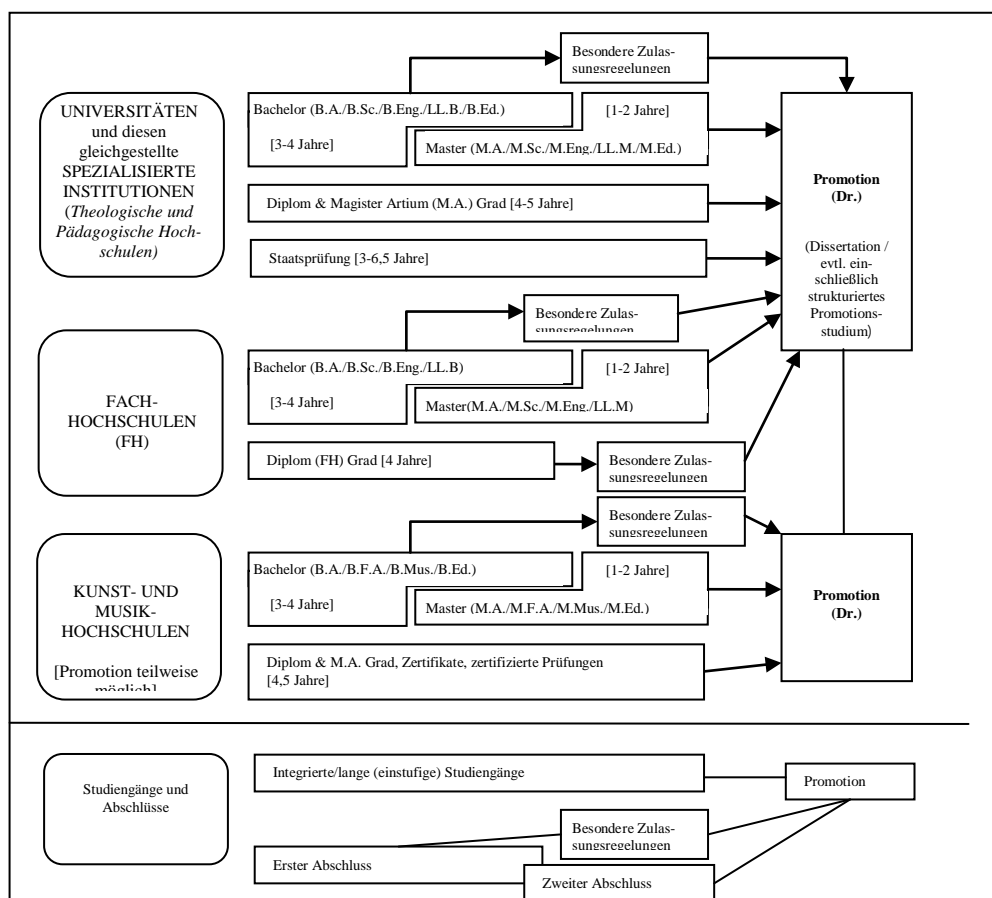 Besondere Zulas-
sungsregelungen
UNIVERSITÄTEN
und diesen
gleichgestellte
SPEZIALISIERTE
INSTITUTIONEN
(Theologische und
Pädagogische Hoch-
schulen)
Bachelor (B.A./B.Sc./B.Eng./LL.B./B.Ed.)
[3-4 Jahre]
[1-2 Jahre]
Master (M.A./M.Sc./M.Eng./LL.M./M.Ed.)
Diplom & Magister Artium (M.A.) Grad [4-5 Jahre]
Staatsprüfung [3-6,5 Jahre]
Promotion
(Dr.)
(Dissertation /
evtl. ein-
schließlich
strukturiertes
Promotions-
studium)
Besondere Zulas-
sungsregelungen
FACH-
HOCHSCHULEN
(FH)
Bachelor (B.A./B.Sc./B.Eng./LL.B)
[3-4 Jahre]
[1-2 Jahre]
Master(M.A./M.Sc./M.Eng./LL.M)
Diplom (FH) Grad [4 Jahre]
Besondere Zulas-
sungsregelungen
Besondere Zulas-
sungsregelungen
KUNST- UND
MUSIK-
HOCHSCHULEN
[Promotion teilweise
möglich]
Bachelor (B.A./B.F.A./B.Mus./B.Ed.)
[3-4 Jahre]
[1-2 Jahre]
Master (M.A./M.F.A./M.Mus./M.Ed.)
Diplom & M.A. Grad, Zertifikate, zertifizierte Prüfungen
[4,5 Jahre]
Promotion
(Dr.)
Studiengänge und
Abschlüsse
Integrierte/lange (einstufige) Studiengänge
Promotion
Besondere Zulas-
sungsregelungen
Erster Abschluss
Zweiter Abschluss